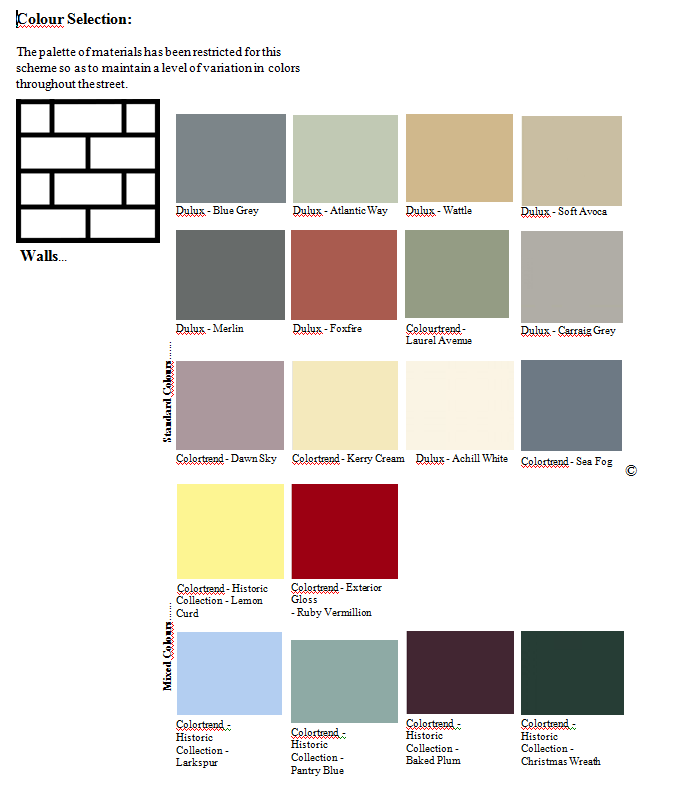 Colour Selection:
The palette of materials has been restricted for this
scheme so as to maintain a level of variation in colors
throughout the street.
Walls...
Dulux - Blue Grey
Dulux - Atlantic Way
Dulux - Wattle
Dulux - Soft Avoca
Dulux - Merlin
Dulux - Foxfire
Colourtrend -
Laurel Avenue
Dulux - Carraig Grey
Standard Colours......
Colortrend - Dawn Sky
Colortrend - Kerry Cream
Dulux - Achill White
Colortrend - Sea Fog
©
Colortrend - Historic
Collection - Lemon
Curd
Colortrend - Exterior
Gloss
- Ruby Vermillion
Mixed Colours......
Colortrend -
Historic
Collection -
Larkspur
Colortrend -
Historic
Collection -
Pantry Blue
Colortrend -
Historic
Collection -
Baked Plum
Colortrend -
Historic
Collection -
Christmas Wreath